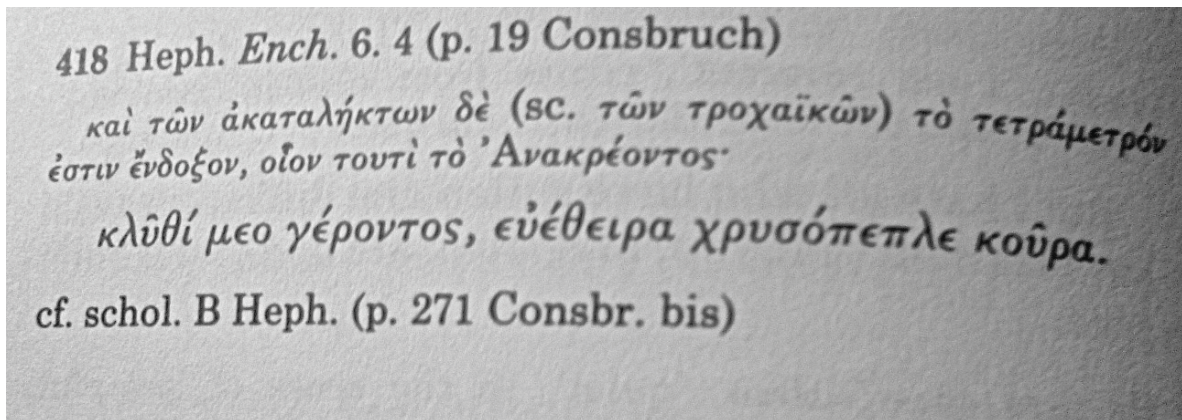 418 Heph. Ench. 6. 4 (p. 19 Consbruch)
καὶ τῶν ἀκαταλήκτων δὲ (sc. τῶν τροχαϊκῶν) τὸ τετράμετρόν
ἐστιν ἔνδοξον, οἷον τουτὶ τὸ Ἀνακρέοντος·
κλῦθί μεο γέροντος, εὐέθειρα χρυσόπεπλε κοῦρα.
cf. schol. B Heph. (p. 271 Consbr. bis)